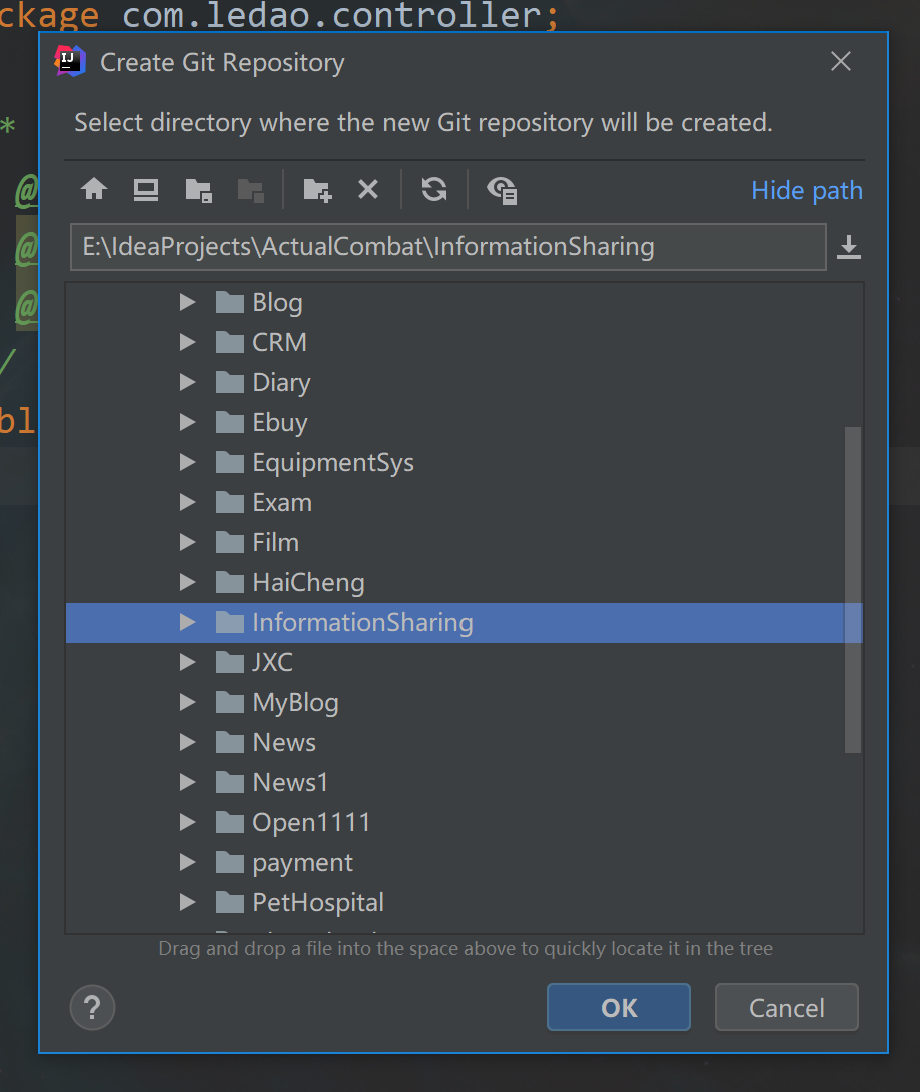 ckage com.ledao.controller;
IJ
Create Git Repository
Select directory where the new Git repository will be created.
*
@
@
@
/
bl
Hide path
E:\IdeaProjects\ActualCombat\InformationSharing
Blog
CRM
Diary
Ebuy
EquipmentSys
Exam
Film
HaiCheng
InformationSharing
JXC
MyBlog
News
News1
Open1111
payment
PetHospital
Drag and drop a file into the space above to quickly locate it in the tree
?
OK
Cancel